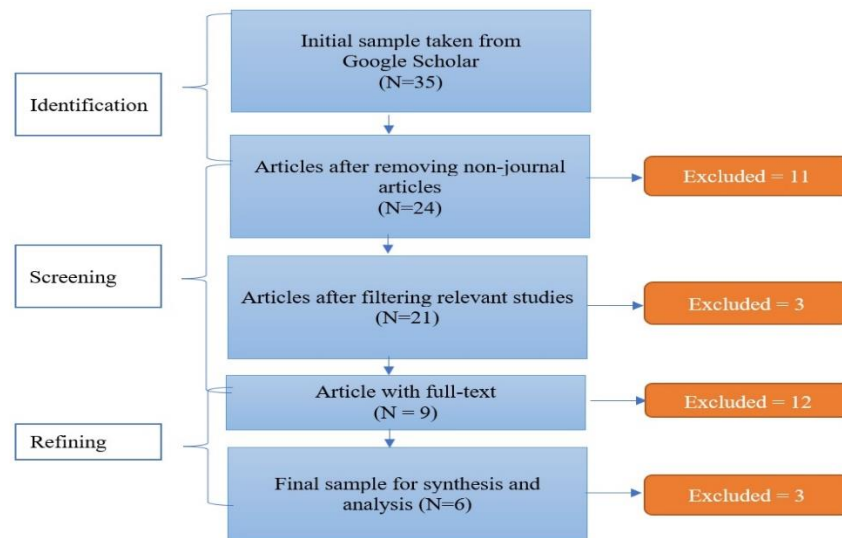 Identification
Initial sample taken from
Google Scholar
(N=35)
Articles after removing non-journal
articles
(N=24)
Excluded = 11
Screening
Articles after filtering relevant studies
(N=21)
Excluded = 3
Article with full-text
(N = 9)
Excluded = 12
Refining
Final sample for synthesis and
analysis (N=6)
Excluded = 3